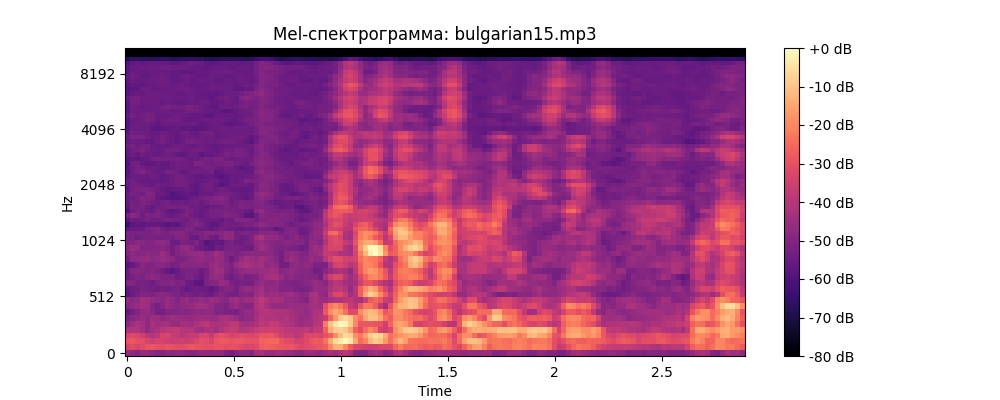 Mel-спектрограмма: bulgarian15.mp3
Hz
8192
4096
2048
1024
512
0
0 0.5 1 1.5 2 2.5
Time
+0 dB
-10 dB
-20 dB
-30 dB
-40 dB
-50 dB
-60 dB
-70 dB
-80 dB